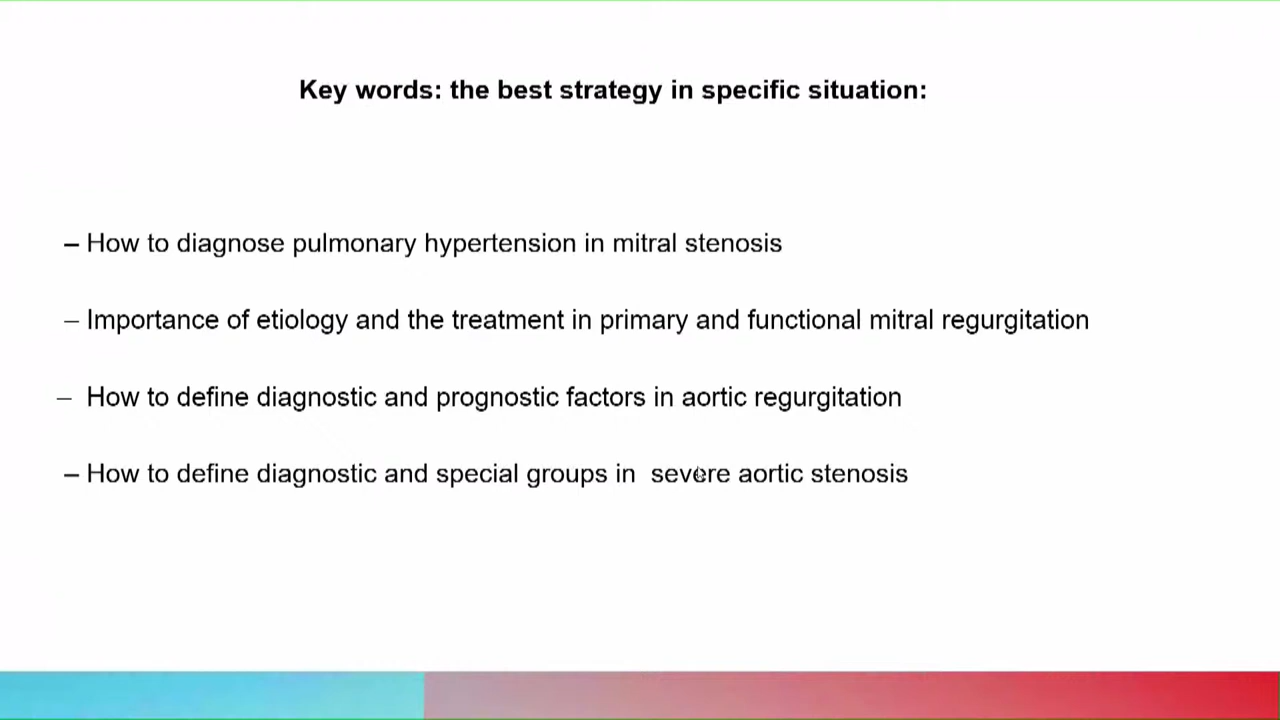 Key words: the best strategy in specific situation:
– How to diagnose pulmonary hypertension in mitral stenosis
– Importance of etiology and the treatment in primary and functional mitral regurgitation
– How to define diagnostic and prognostic factors in aortic regurgitation
– How to define diagnostic and special groups in  severe aortic stenosis